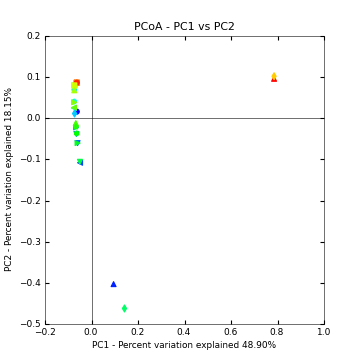 PCoA - PC1 vs PC2
0.2
0.1
0.0
−0.1
−0.2
−0.3
−0.4
−0.5
−0.2 0.0 0.2 0.4 0.6 0.8 1.0
PC2 - Percent variation explained 18.15%
PC1 - Percent variation explained 48.90%